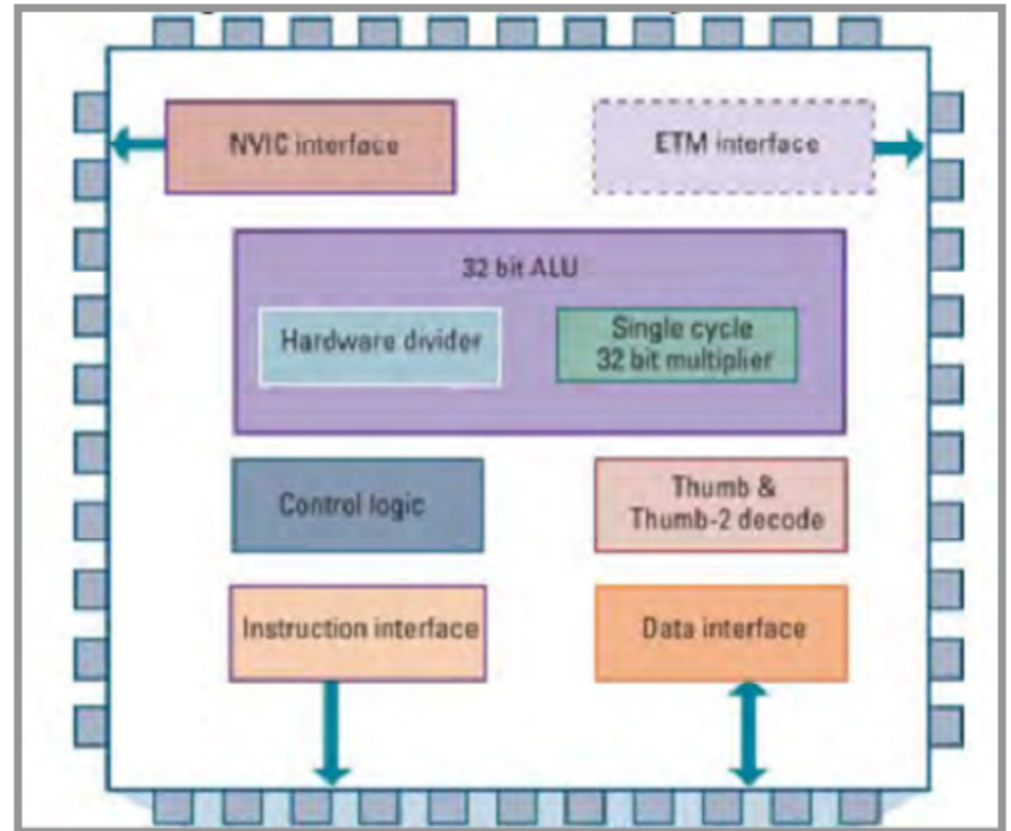 NVIC interface
ETM interface
32 bit ALU
Hardware divider
Single cycle
32 bit multiplier
Control logic
Thumb &
Thumb-2 decode
Instruction interface
Data interface